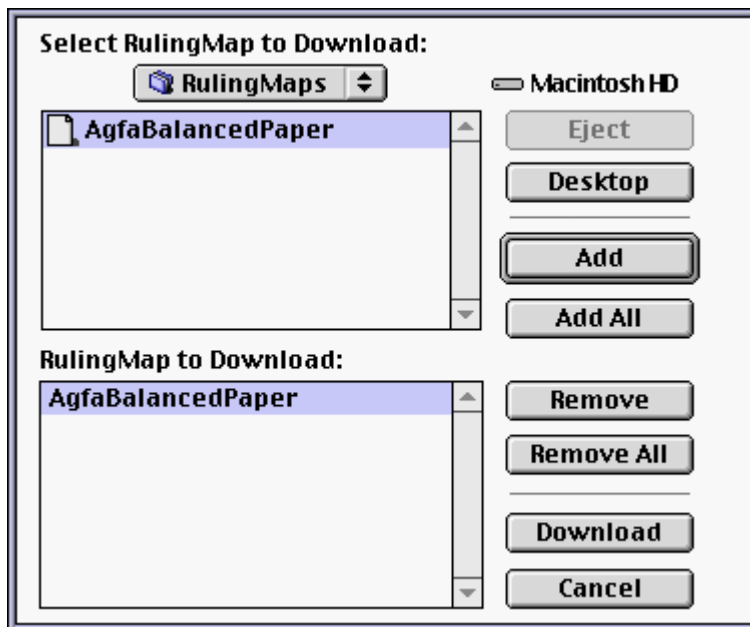 Select RulingMap to Download:
RulingMaps
Macintosh HD
AgfaBalancedPaper
Eject
Desktop
Add
Add All
RulingMap to Download:
AgfaBalancedPaper
Remove
Remove All
Download
Cancel